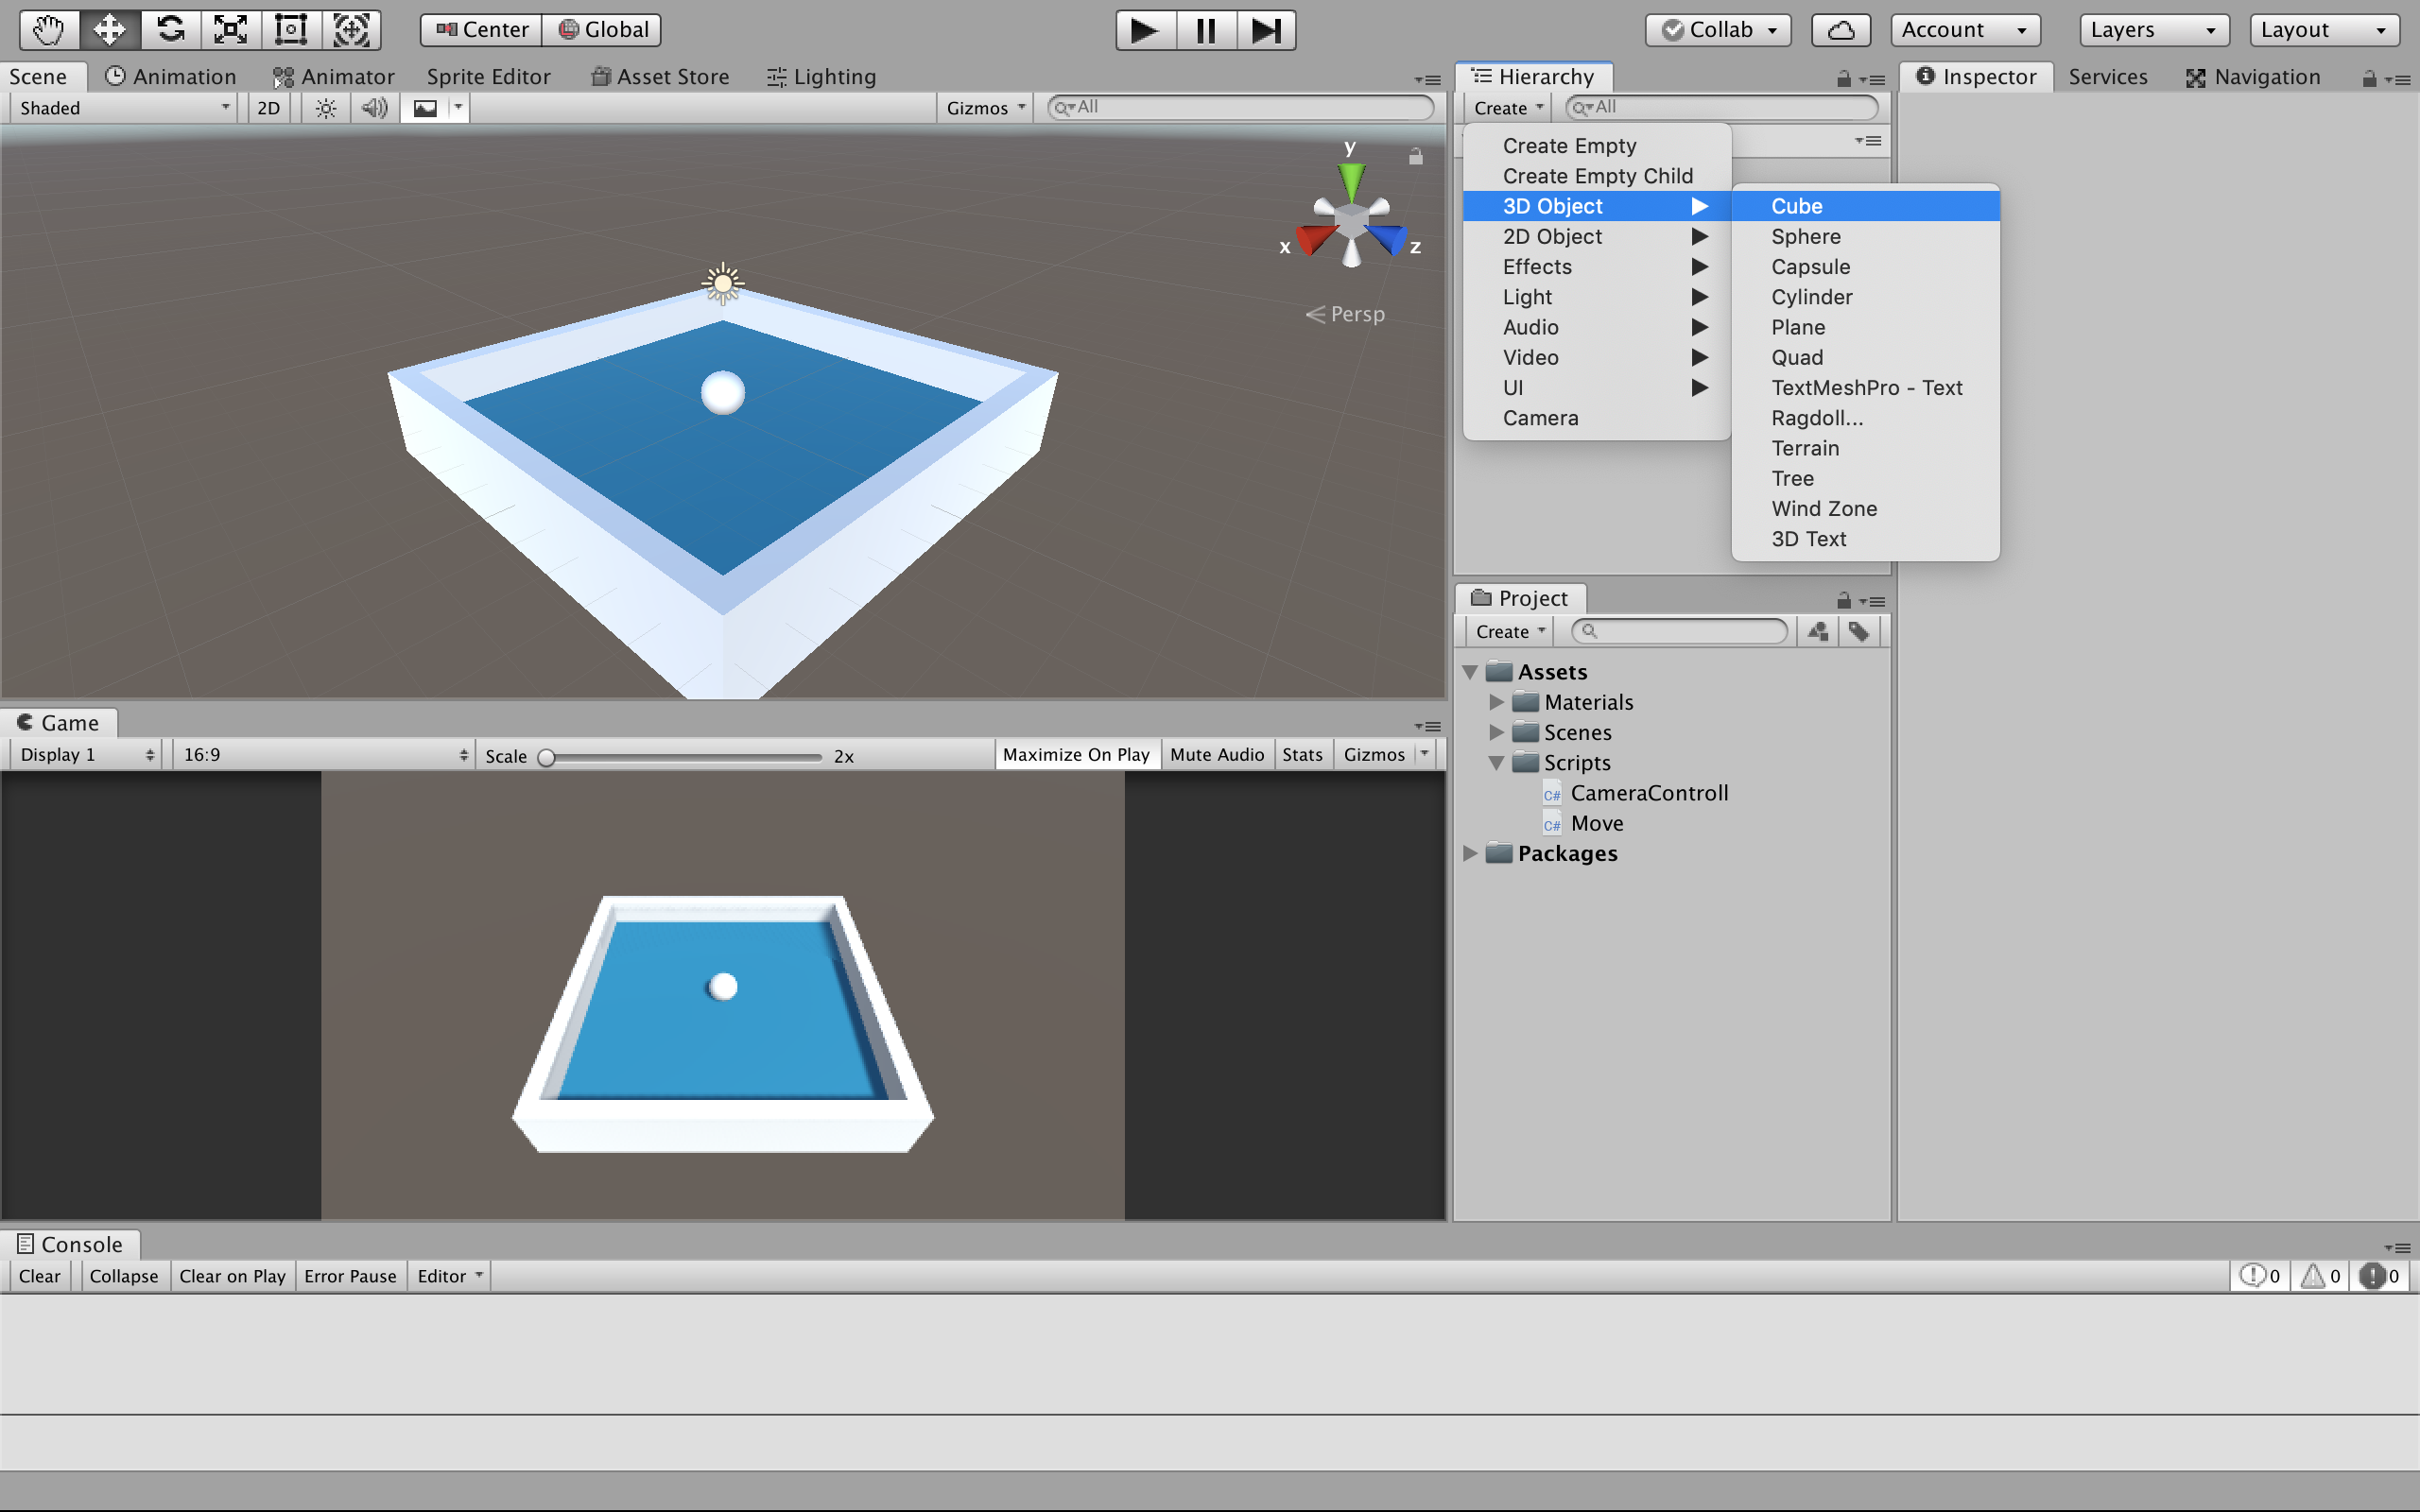 Center Global Collab Account Layers Layout
Scene Animation Animator Sprite Editor Asset Store Lighting
Shaded 2D Gizmos All
y
x z
Persp
Hierarchy
Create All
Create Empty
Create Empty Child
3D Object
2D Object
Effects
Light
Audio
Video
UI
Camera
Cube
Sphere
Capsule
Cylinder
Plane
Quad
TextMeshPro - Text
Ragdoll...
Terrain
Tree
Wind Zone
3D Text
Inspector Services Navigation
Project
Create
Assets
Materials
Scenes
Scripts
C# CameraControll
C# Move
Packages
Game
Display 1 16:9 Scale 2x Maximize On Play Mute Audio Stats Gizmos
Console
Clear Collapse Clear on Play Error Pause Editor 0 0 0